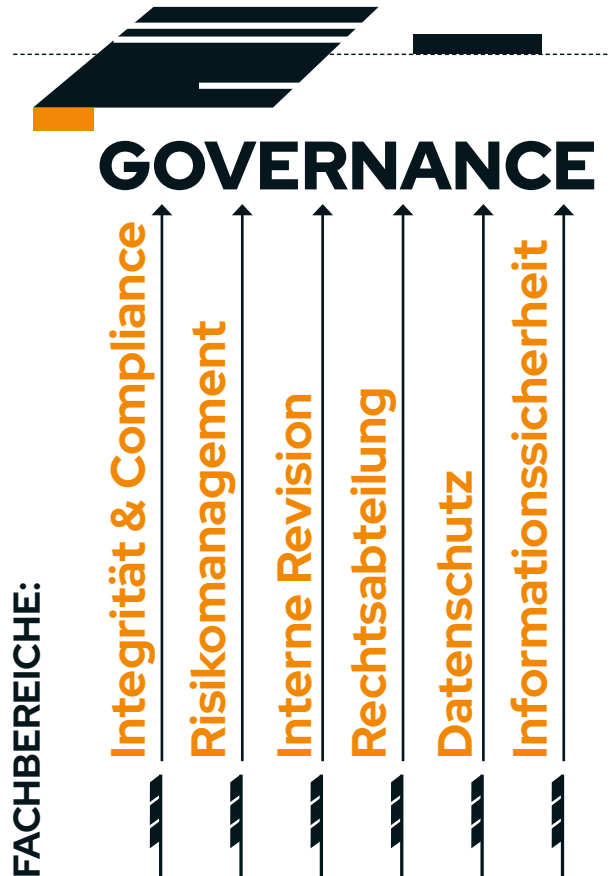 GOVERNANCE
FACHBEREICHE:
Integrität & Compliance
Risikomanagement
Interne Revision
Rechtsabteilung
Datenschutz
Informationssicherheit